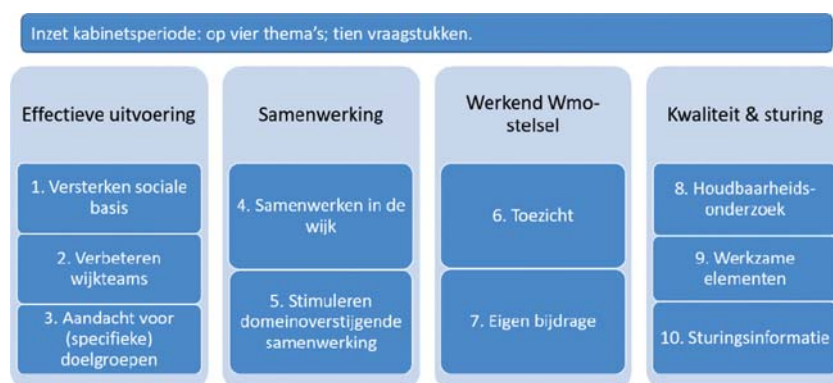 Inzet kabinetsperiode: op vier thema's; tien vraagstukken.
Effectieve uitvoering
1. Versterken sociale
basis
2. Verbeteren
wijkteams
3. Aandacht voor
(specifieke)
doelgroepen
Samenwerking
4. Samenwerken in de
wijk
5. Stimuleren
domeinoverstijgende
samenwerking
Werkend Wmo-
stelsel
6. Toezicht
7. Eigen bijdrage
Kwaliteit & sturing
8. Houdbaarheids-
onderzoek
9. Werkzame
elementen
10. Sturingsinformatie